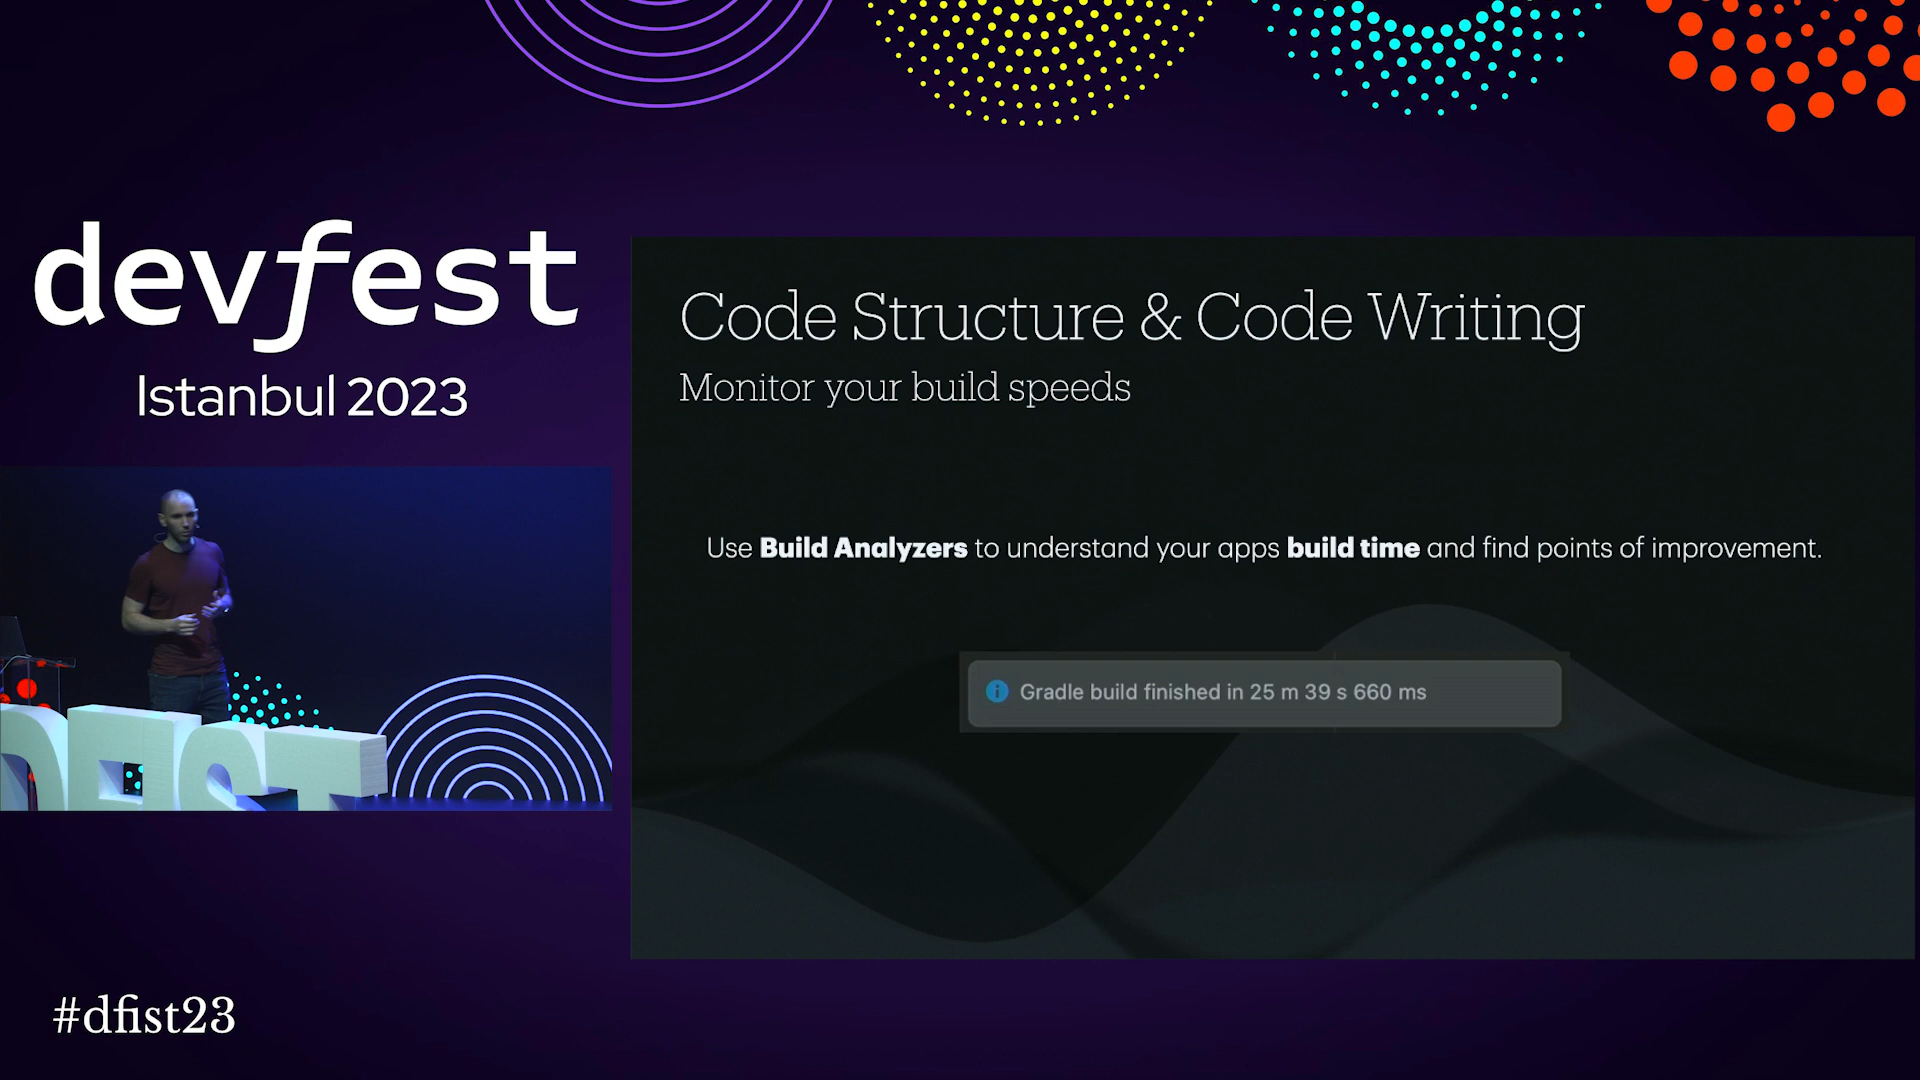 devfest
Istanbul 2023
Code Structure & Code Writing
Monitor your build speeds
Use Build Analyzers to understand your apps build time and find points of improvement.
Gradle build finished in 25 m 39 s 660 ms
DFIST
#dfist23